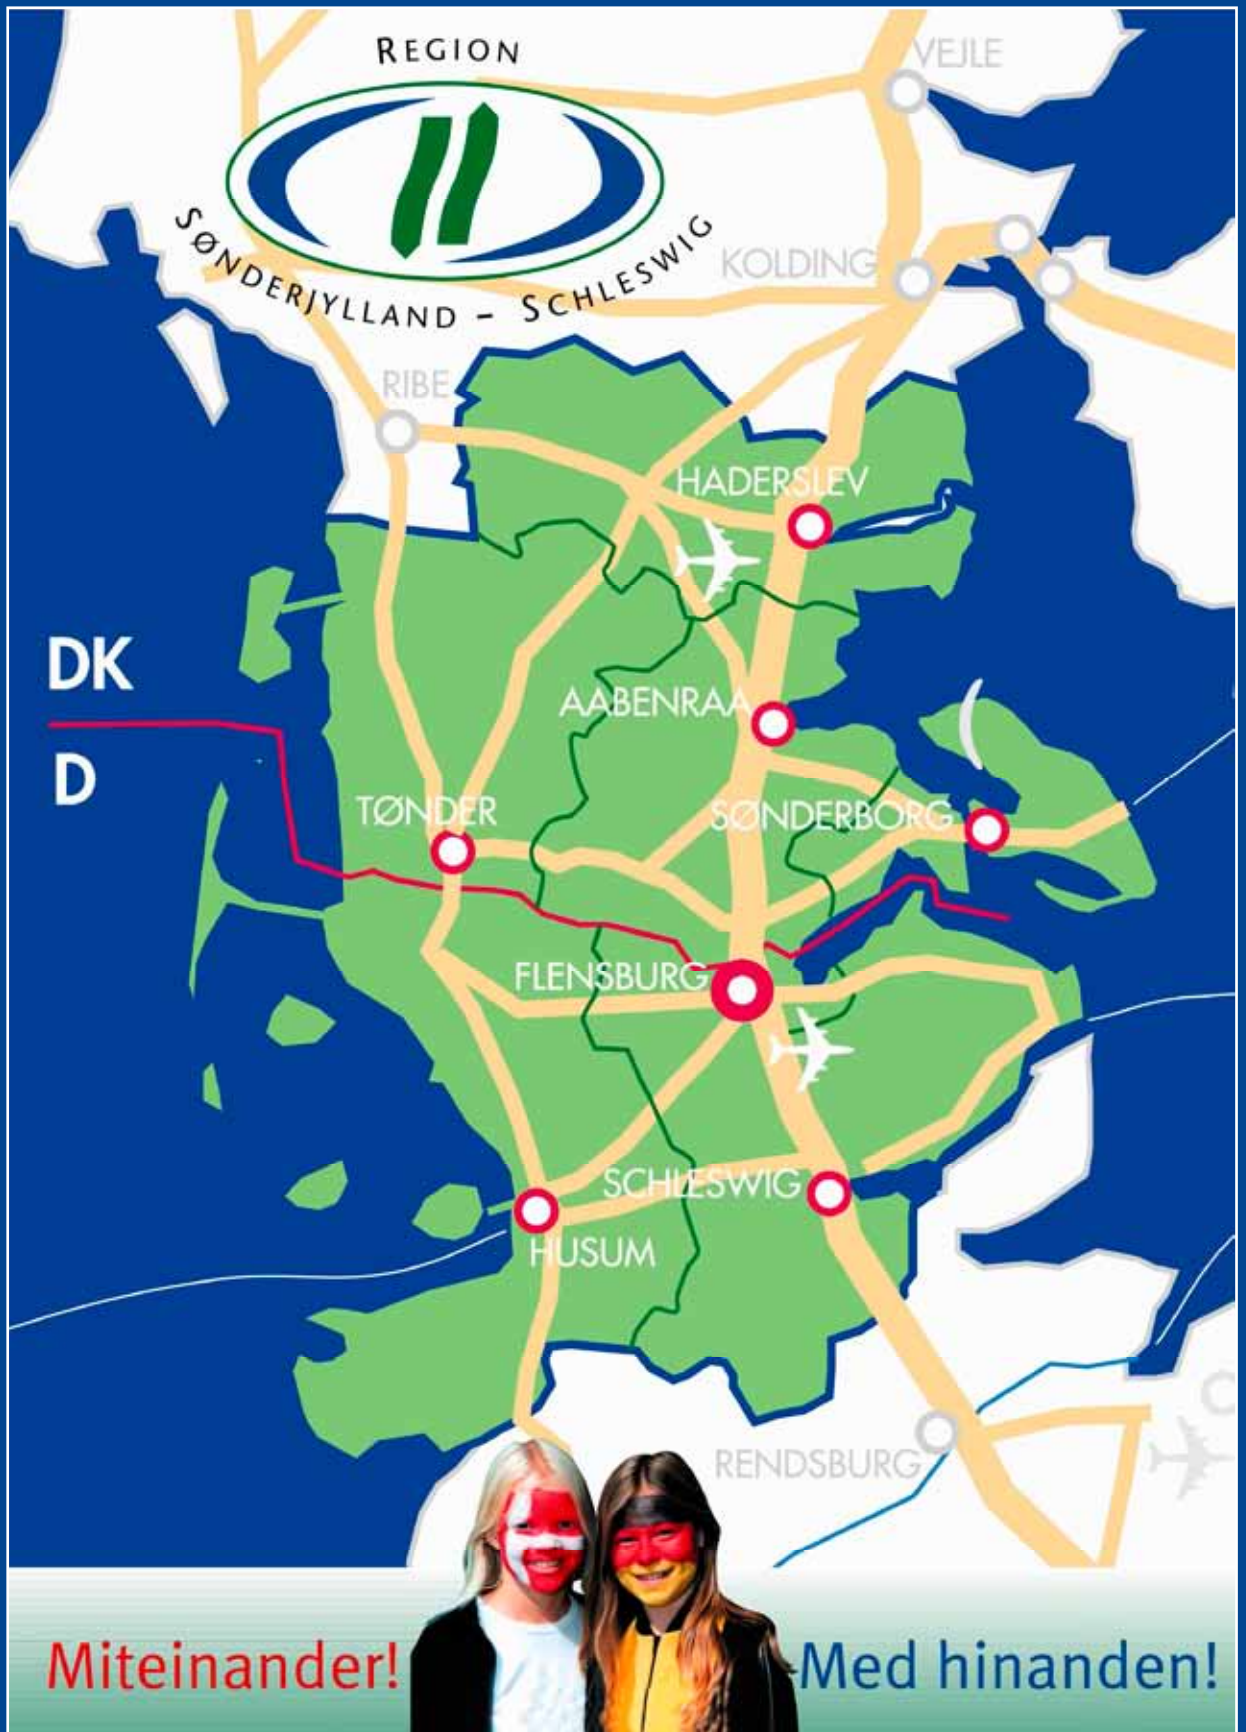 REGION
SØNDERJYLLAND – SCHLESWIG
VEJLE
KOLDING
RIBE
HADERSLEV
DK
AABENRAA
D
TØNDER
SØNDERBORG
FLENSBURG
SCHLESWIG
HUSUM
RENDSBURG
Miteinander!
Med hinanden!